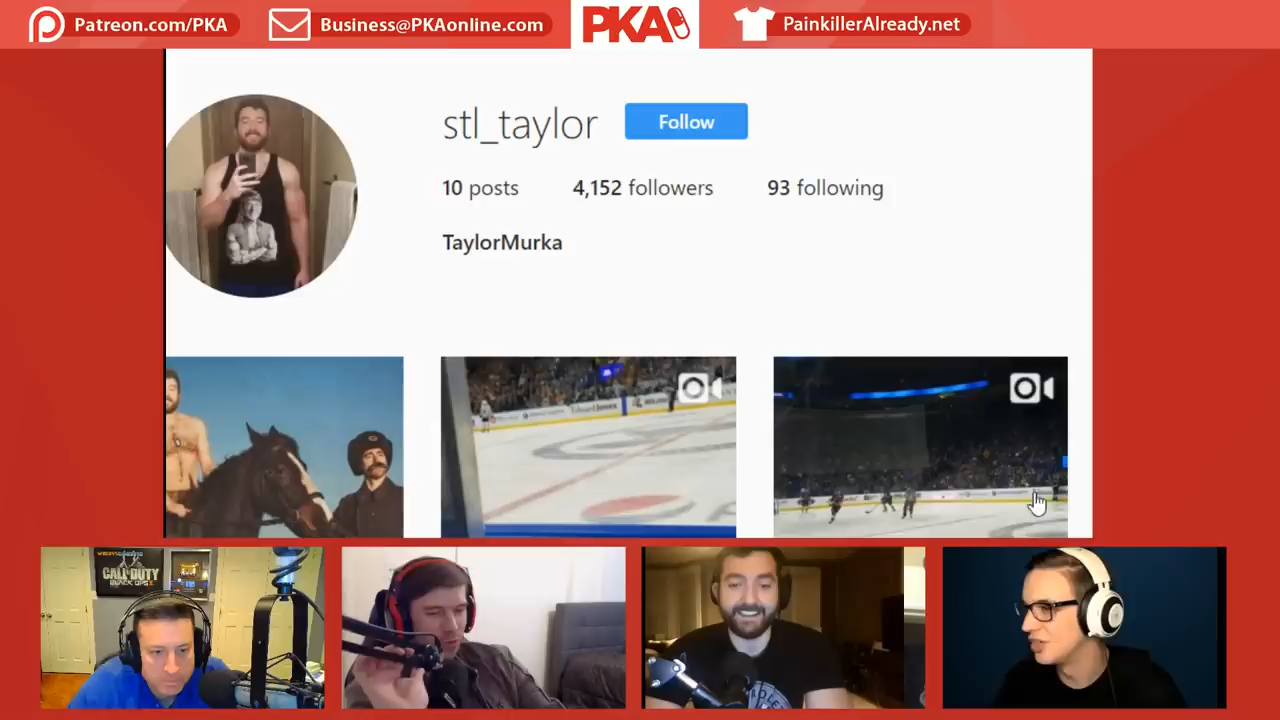 Patreon.com/PKA
Business@PKAonline.com
PKA
PainkillerAlready.net
stl_taylor
Follow
10 posts
4,152 followers
93 following
TaylorMurka
CALL OF DUTY
BLACK OPS